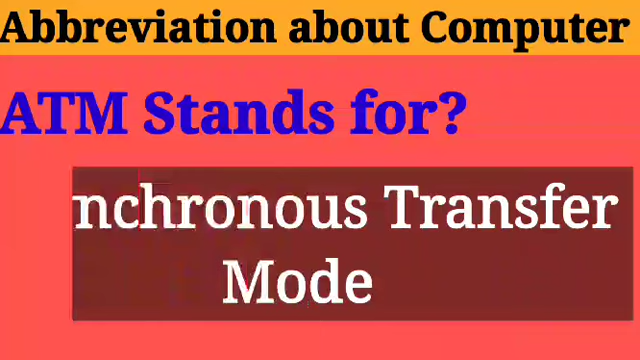 Abbreviation about Computer
ATM Stands for?
nchronous Transfer
Mode